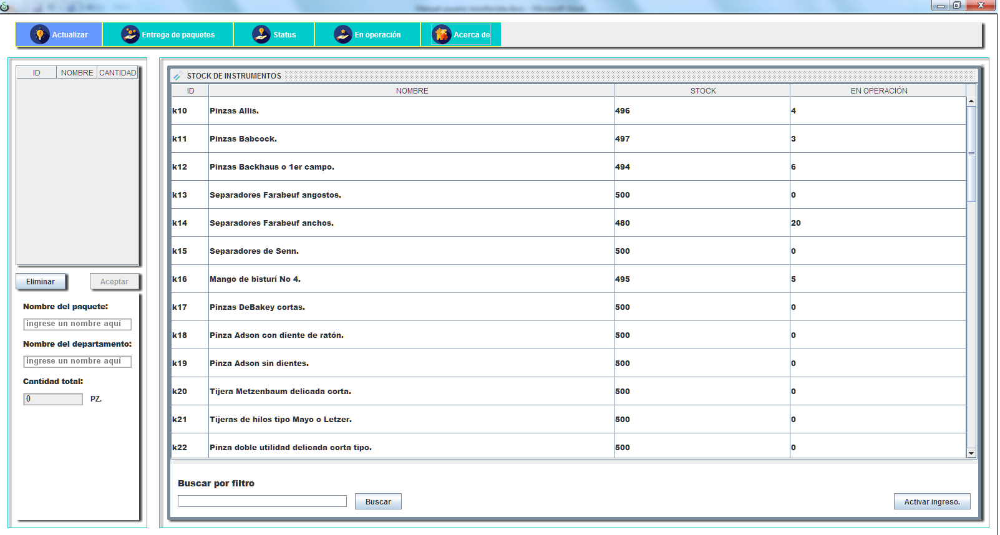 Actualizar Entrega de paquetes Status En operación Acerca de
ID NOMBRE CANTIDAD
Eliminar Aceptar
Nombre del paquete:
ingrese un nombre aquí
Nombre del departamento:
ingrese un nombre aquí
Cantidad total:
0 PZ.
STOCK DE INSTRUMENTOS
ID NOMBRE STOCK EN OPERACIÓN
k10 Pinzas Allis. 496 4
k11 Pinzas Babcock. 497 3
k12 Pinzas Backhaus o 1er campo. 494 6
k13 Separadores Farabeuf angostos. 500 0
k14 Separadores Farabeuf anchos. 480 20
k15 Separadores de Senn. 500 0
k16 Mango de bisturí No 4. 495 5
k17 Pinzas DeBakey cortas. 500 0
k18 Pinza Adson con diente de ratón. 500 0
k19 Pinza Adson sin dientes. 500 0
k20 Tijera Metzenbaum delicada corta. 500 0
k21 Tijeras de hilos tipo Mayo o Letzer. 500 0
k22 Pinza doble utilidad delicada corta tipo. 500 0
Buscar por filtro
Buscar Activar ingreso.